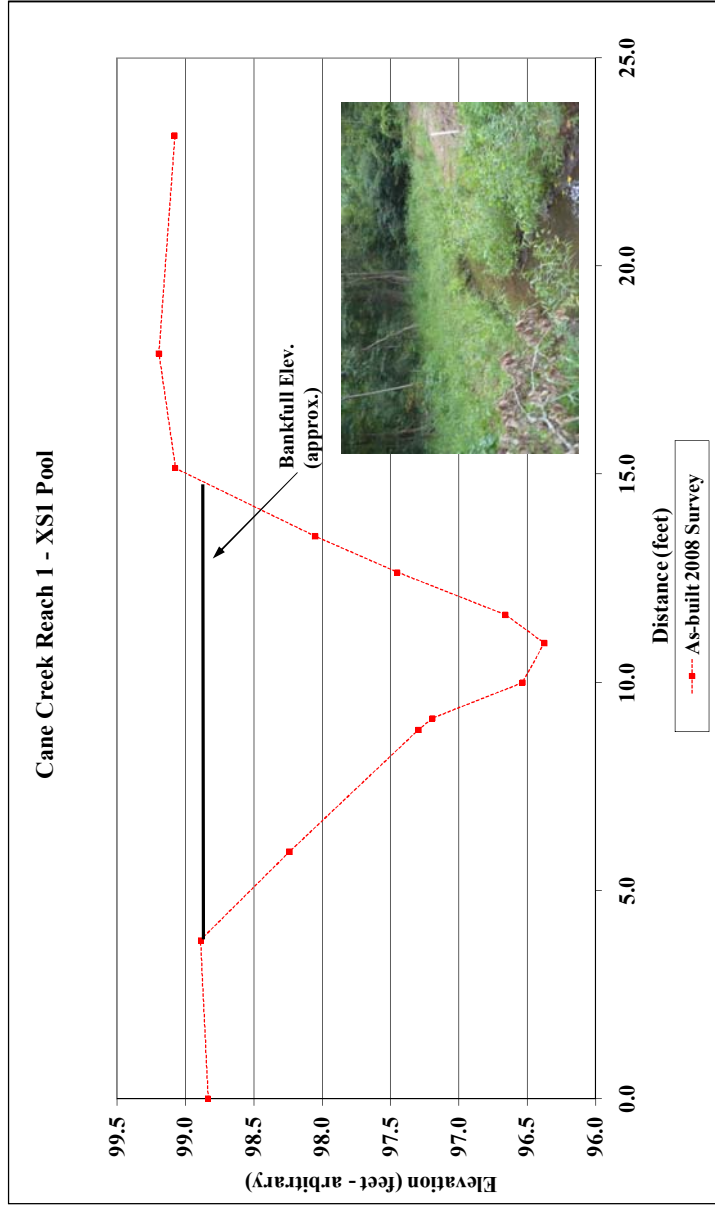 Cane Creek Reach 1 - XS1 Pool
Elevation (feet - arbitrary)
99.5
99.0
98.5
98.0
97.5
97.0
96.5
96.0
Bankfull Elev.
(approx.)
0.0 5.0 10.0 15.0 20.0 25.0
Distance (feet)
As-built 2008 Survey